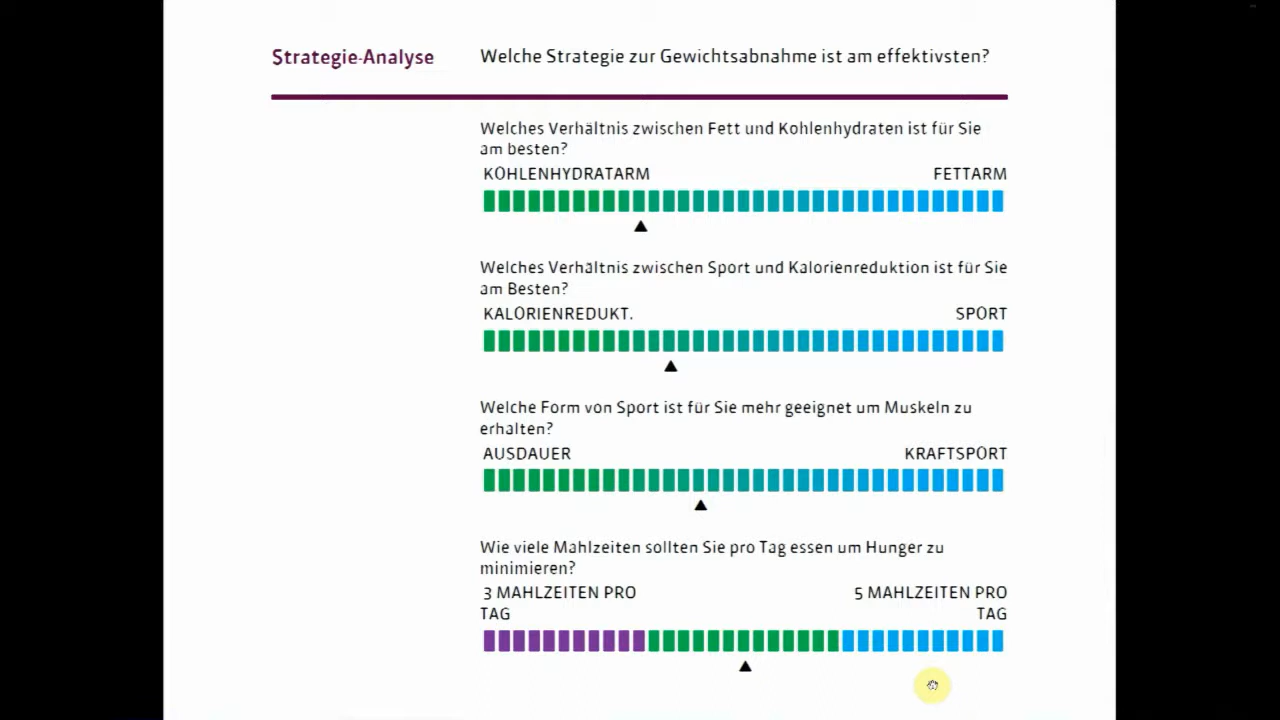 Strategie-Analyse
Welche Strategie zur Gewichtsabnahme ist am effektivsten?
Welches Verhältnis zwischen Fett und Kohlenhydraten ist für Sie
am besten?
KOHLENHYDRATARM
FETTARM
Welches Verhältnis zwischen Sport und Kalorienreduktion ist für Sie
am Besten?
KALORIENREDUKT.
SPORT
Welche Form von Sport ist für Sie mehr geeignet um Muskeln zu
erhalten?
AUSDAUER
KRAFTSPORT
Wie viele Mahlzeiten sollten Sie pro Tag essen um Hunger zu
minimieren?
3 MAHLZEITEN PRO
TAG
5 MAHLZEITEN PRO
TAG